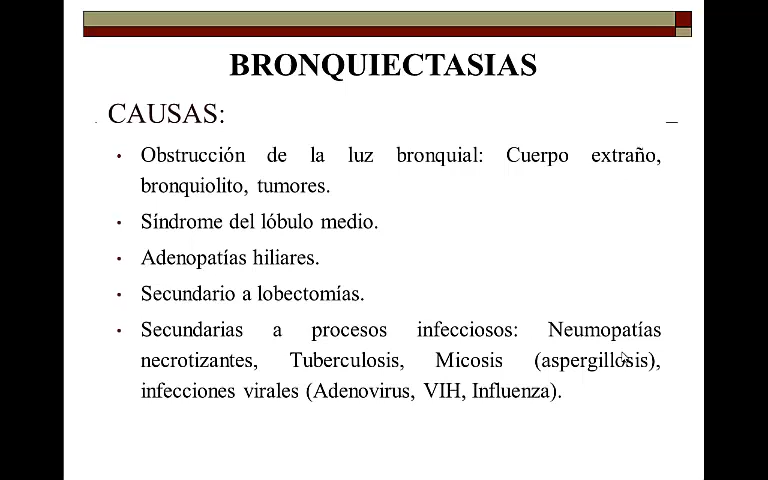 BRONQUIECTASIAS
CAUSAS:
• Obstrucción de la luz bronquial: Cuerpo extraño,
bronquiolito, tumores.
• Síndrome del lóbulo medio.
• Adenopatías hiliares.
• Secundario a lobectomías.
• Secundarias a procesos infecciosos: Neumopatías
necrotizantes, Tuberculosis, Micosis (aspergillosis),
infecciones virales (Adenovirus, VIH, Influenza).